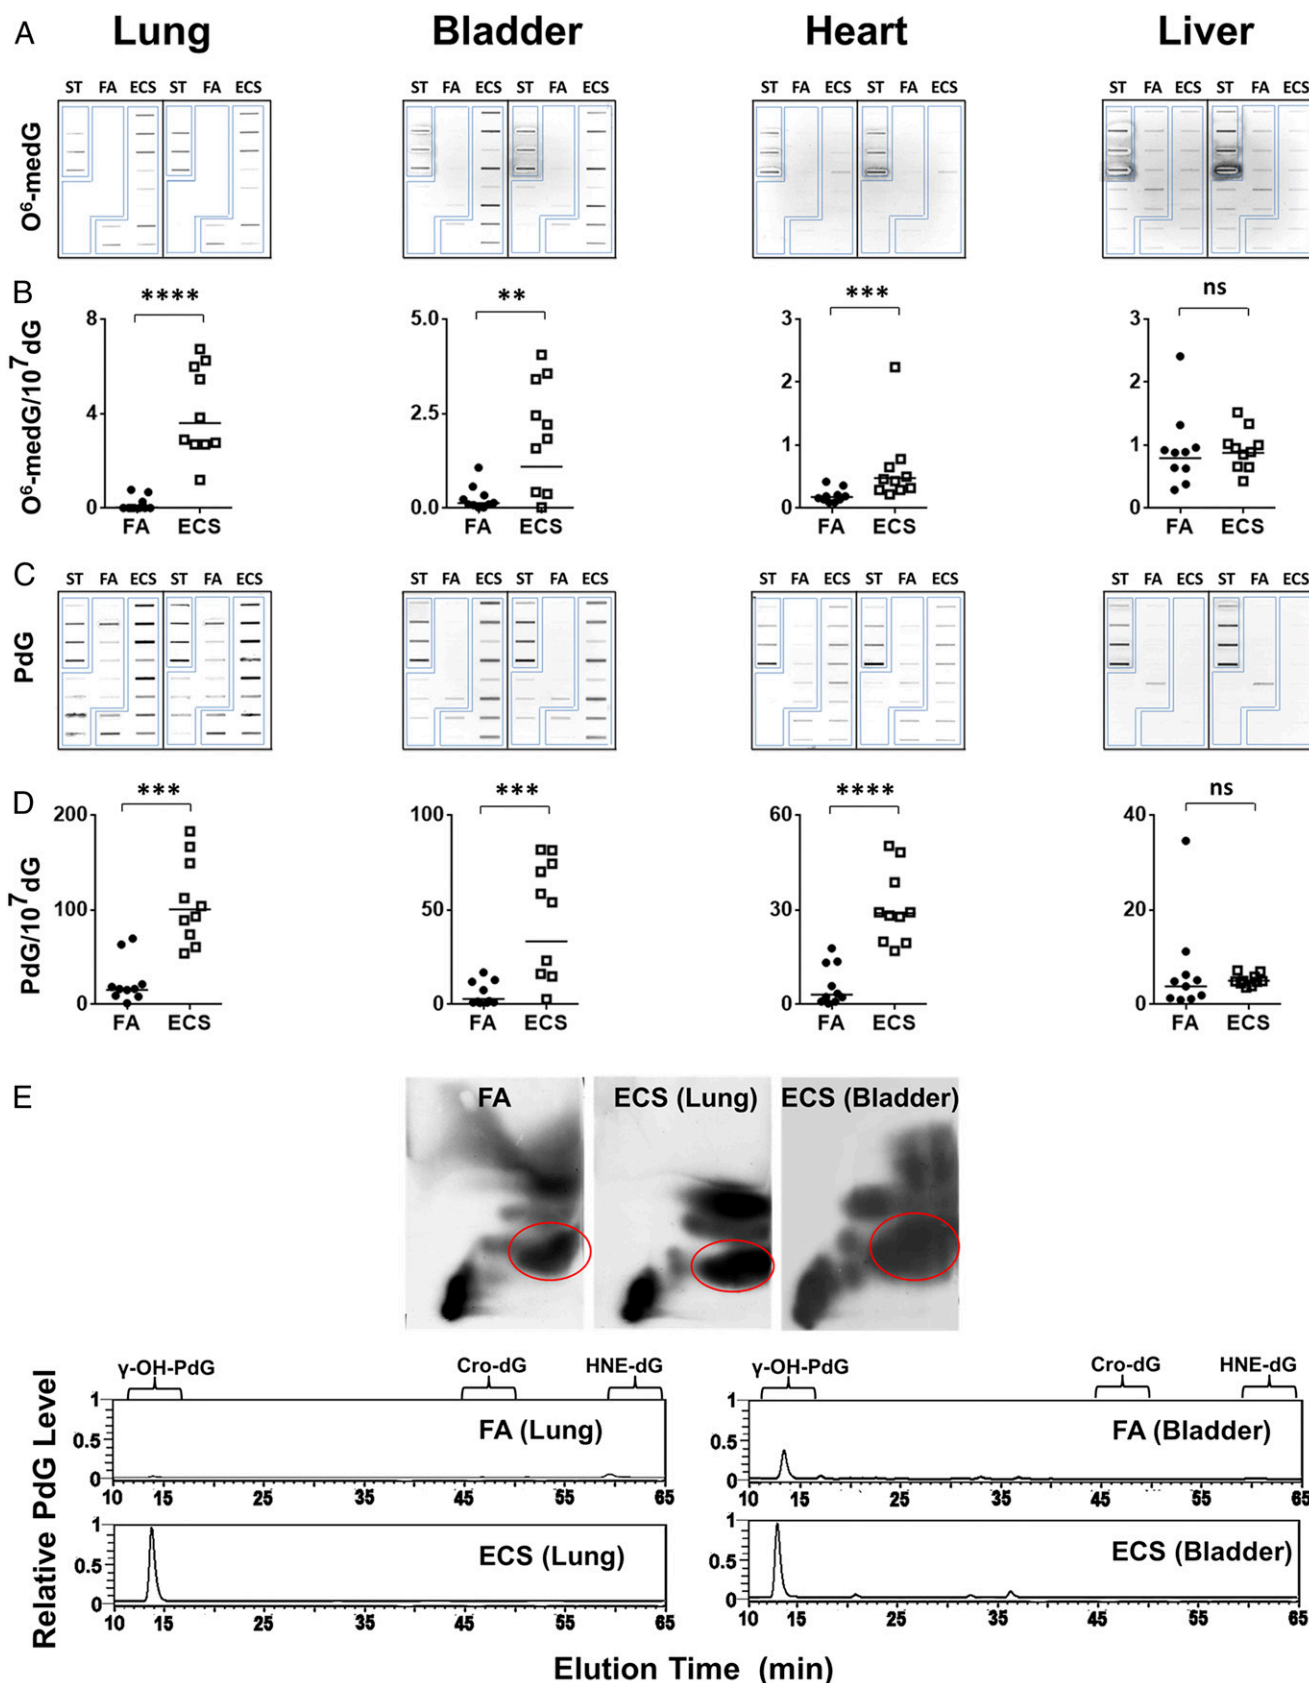 A Lung Bladder Heart Liver
ST FA ECS ST FA ECS ST FA ECS ST FA ECS ST FA ECS ST FA ECS ST FA ECS ST FA ECS
O⁶-medG
B **** ** *** ns
O⁶-medG/10⁷ dG
8 5.0 3 3
2 2
4 2.5
1 1
0 0.0 0 0
FA ECS FA ECS FA ECS FA ECS
C ST FA ECS ST FA ECS ST FA ECS ST FA ECS ST FA ECS ST FA ECS ST FA ECS ST FA ECS
PdG
D *** *** **** ns
PdG/10⁷dG
200 100 60 40
100 50 30 20
0 0 0 0
FA ECS FA ECS FA ECS FA ECS
E FA ECS (Lung) ECS (Bladder)
γ-OH-PdG Cro-dG HNE-dG γ-OH-PdG Cro-dG HNE-dG
Relative PdG Level
1 FA (Lung) 1 FA (Bladder)
0.5 0.5
0 0
10 15 25 45 55 65 10 15 25 35 45 55 65
1 ECS (Lung) 1 ECS (Bladder)
0.5 0.5
0 0
10 15 25 35 45 55 65 10 15 25 35 45 55 65
Elution Time (min)